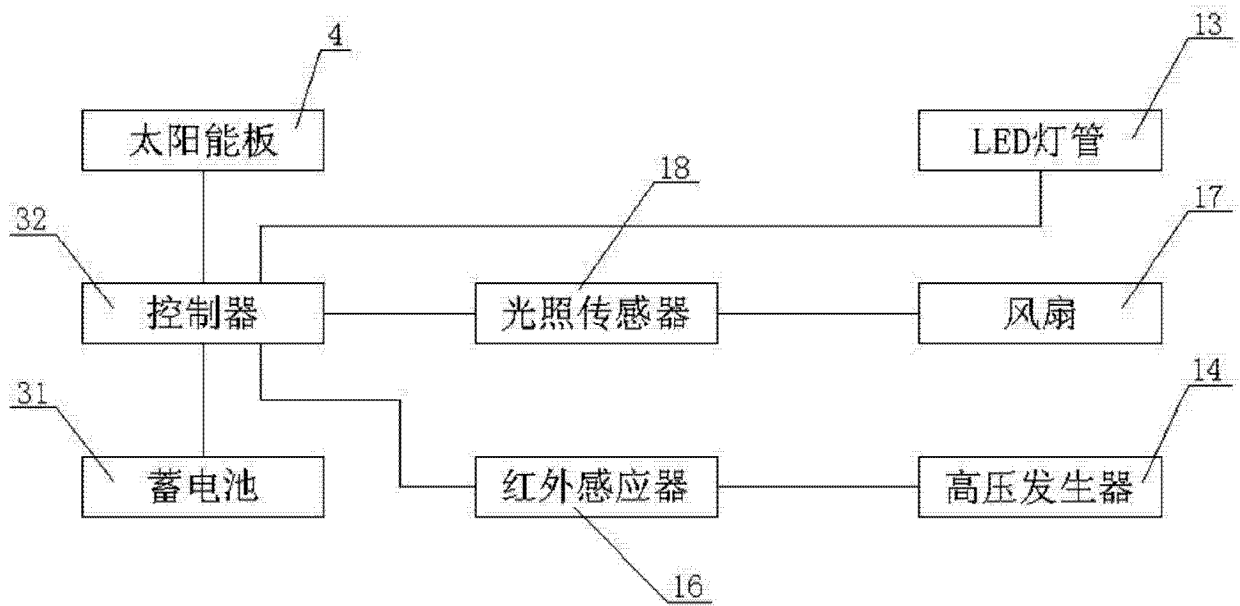 4
13
太阳能板
LED灯管
18
17
32
控制器
光照传感器
风扇
31
14
蓄电池
红外感应器
高压发生器
16